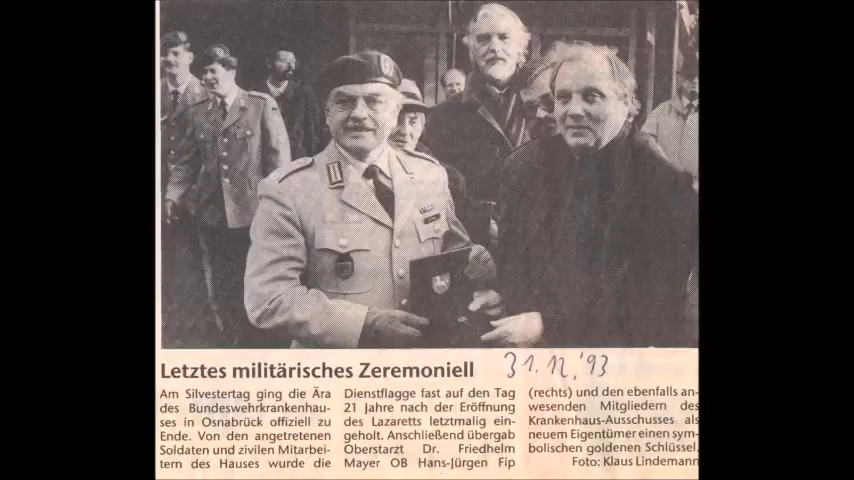 Letztes militärisches Zeremoniell 31.12.'93
Am Silvestertag ging die Ära
des Bundeswehrkrankenhau-
ses in Osnabrück offiziell zu
Ende. Von den angetretenen
Soldaten und zivilen Mitarbei-
tern des Hauses wurde die
Dienstflagge fast auf den Tag
21 Jahre nach der Eröffnung
des Lazaretts letztmalig ein-
geholt. Anschließend übergab
Oberstarzt Dr. Friedhelm
Mayer OB Hans-Jürgen Fip
(rechts) und den ebenfalls an-
wesenden Mitgliedern des
Krankenhaus-Ausschusses als
neuem Eigentümer einen sym-
bolischen goldenen Schlüssel.
Foto: Klaus Lindemann